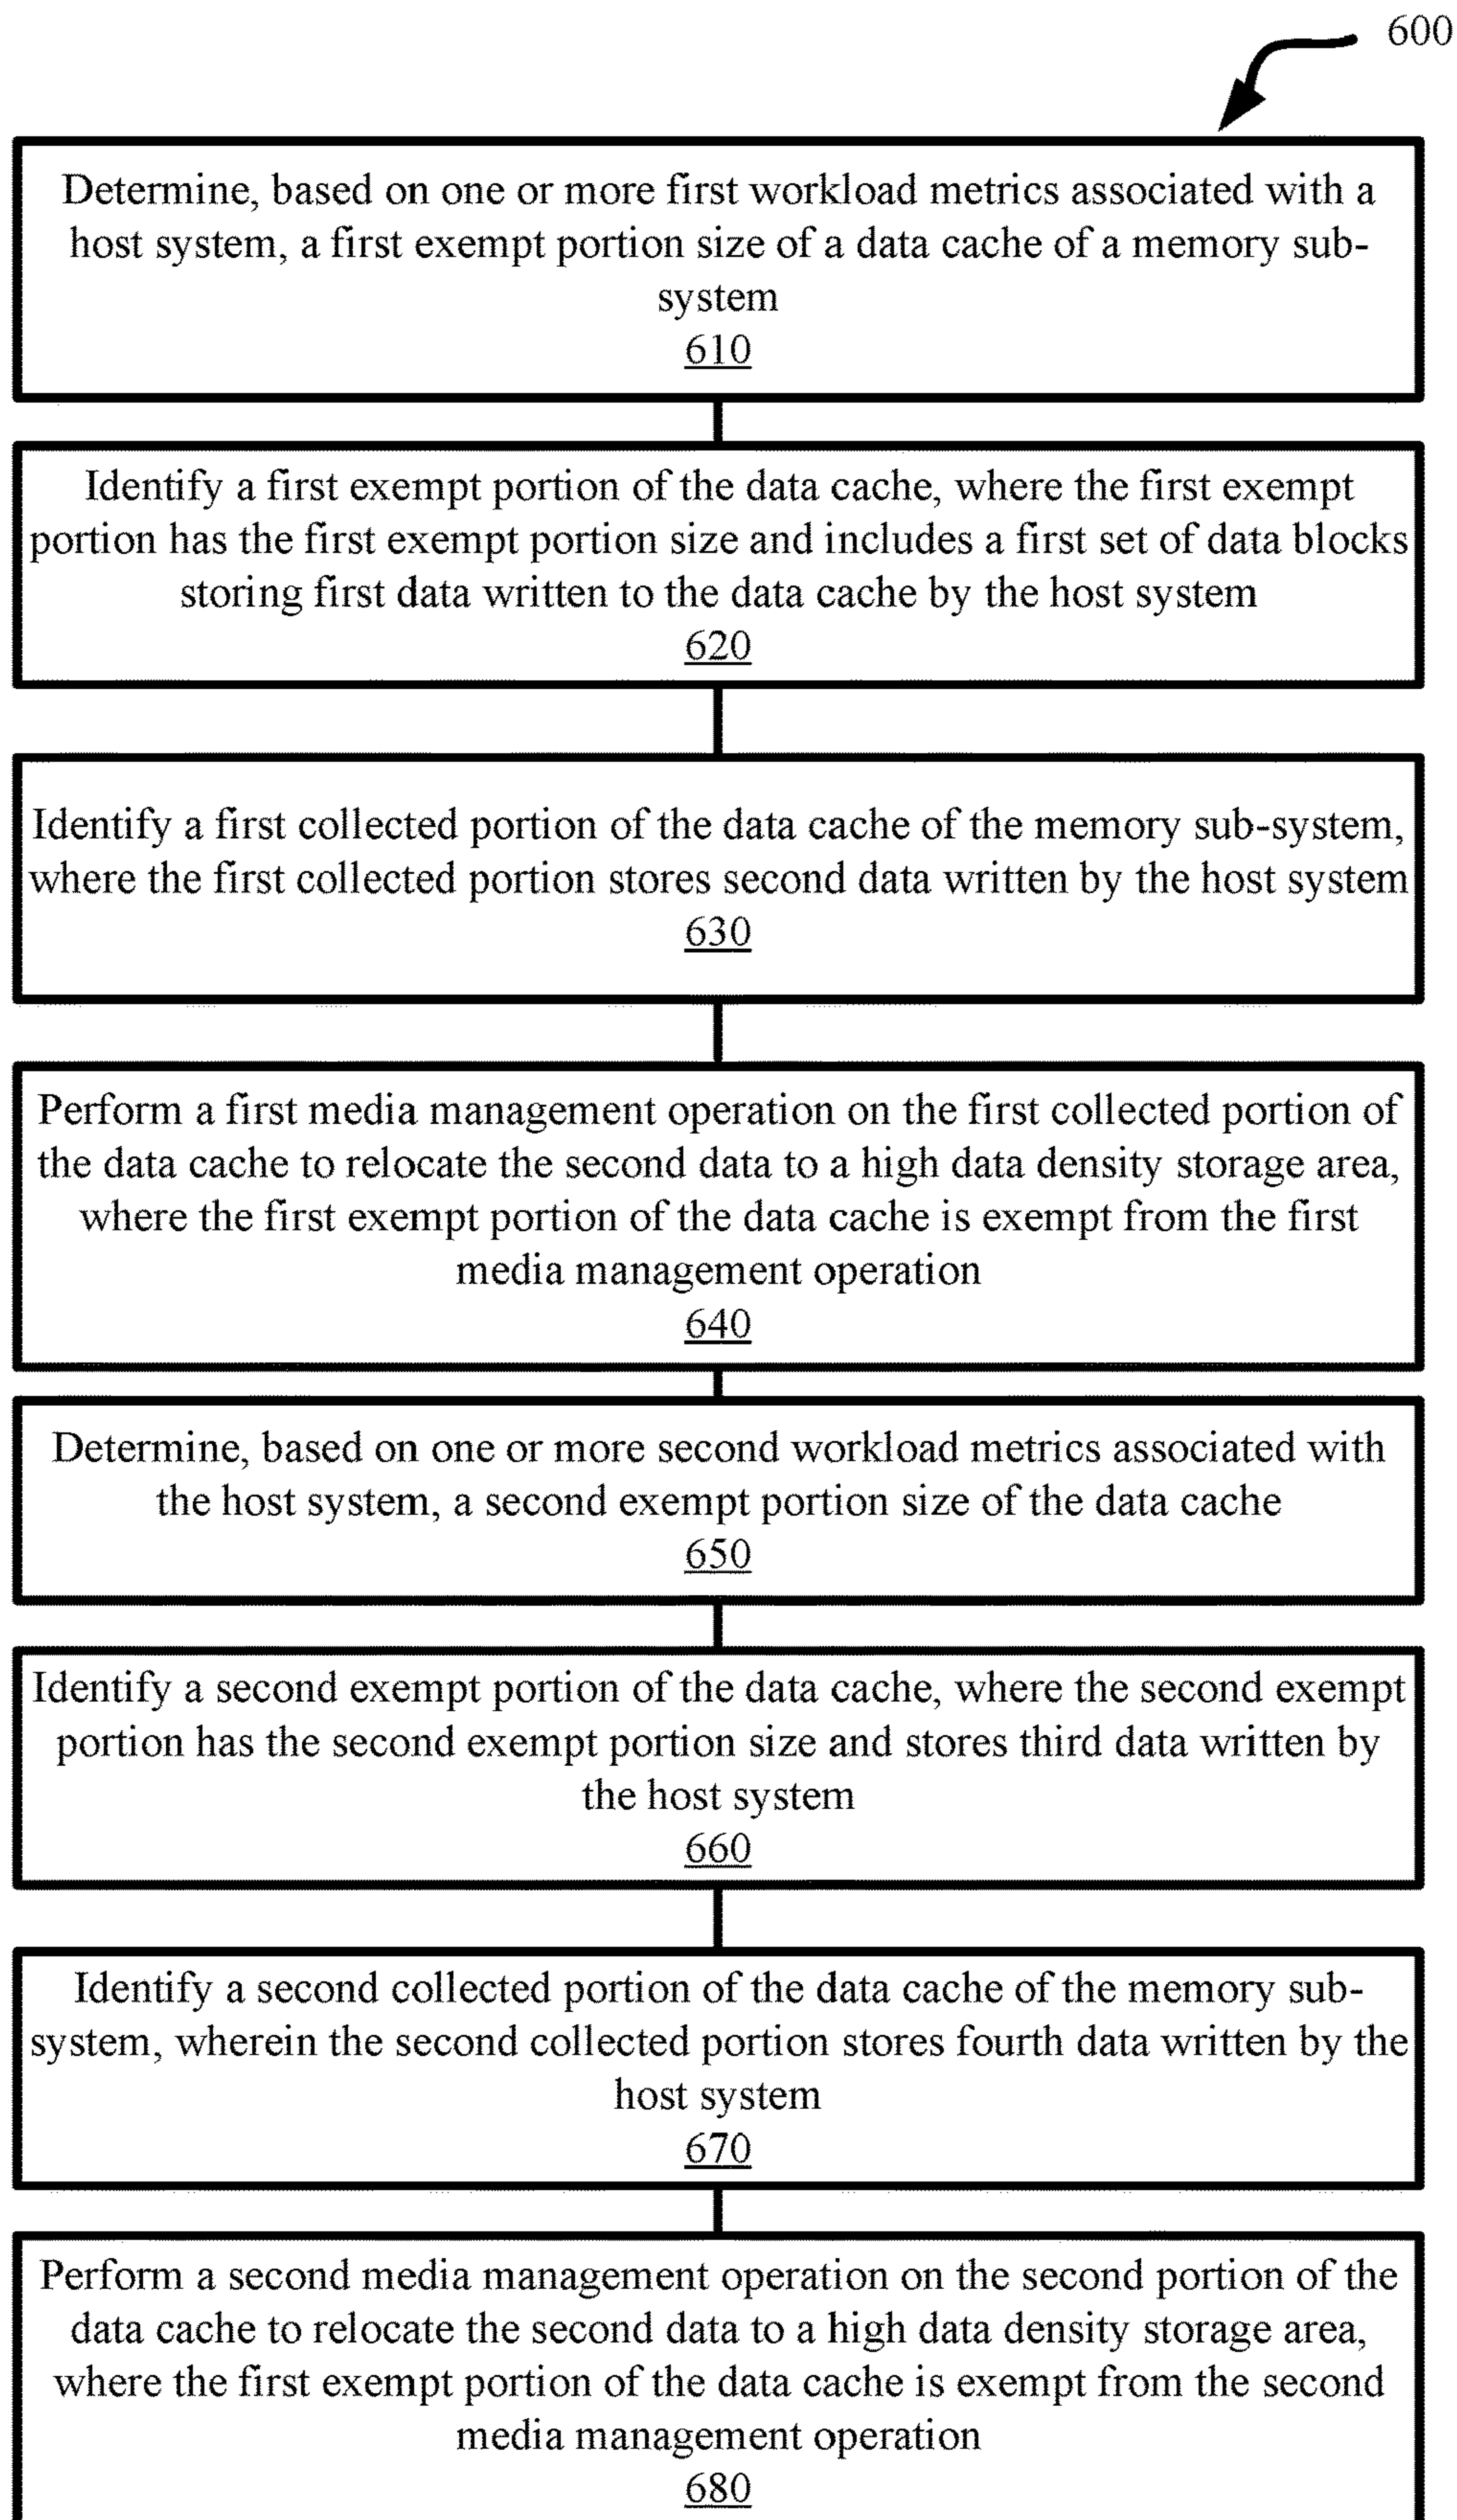 600
Determine, based on one or more first workload metrics associated with a
host system, a first exempt portion size of a data cache of a memory sub-
system
610
Identify a first exempt portion of the data cache, where the first exempt
portion has the first exempt portion size and includes a first set of data blocks
storing first data written to the data cache by the host system
620
Identify a first collected portion of the data cache of the memory sub-system,
where the first collected portion stores second data written by the host system
630
Perform a first media management operation on the first collected portion of
the data cache to relocate the second data to a high data density storage area,
where the first exempt portion of the data cache is exempt from the first
media management operation
640
Determine, based on one or more second workload metrics associated with
the host system, a second exempt portion size of the data cache
650
Identify a second exempt portion of the data cache, where the second exempt
portion has the second exempt portion size and stores third data written by
the host system
660
Identify a second collected portion of the data cache of the memory sub-
system, wherein the second collected portion stores fourth data written by the
host system
670
Perform a second media management operation on the second portion of the
data cache to relocate the second data to a high data density storage area,
where the first exempt portion of the data cache is exempt from the second
media management operation
680